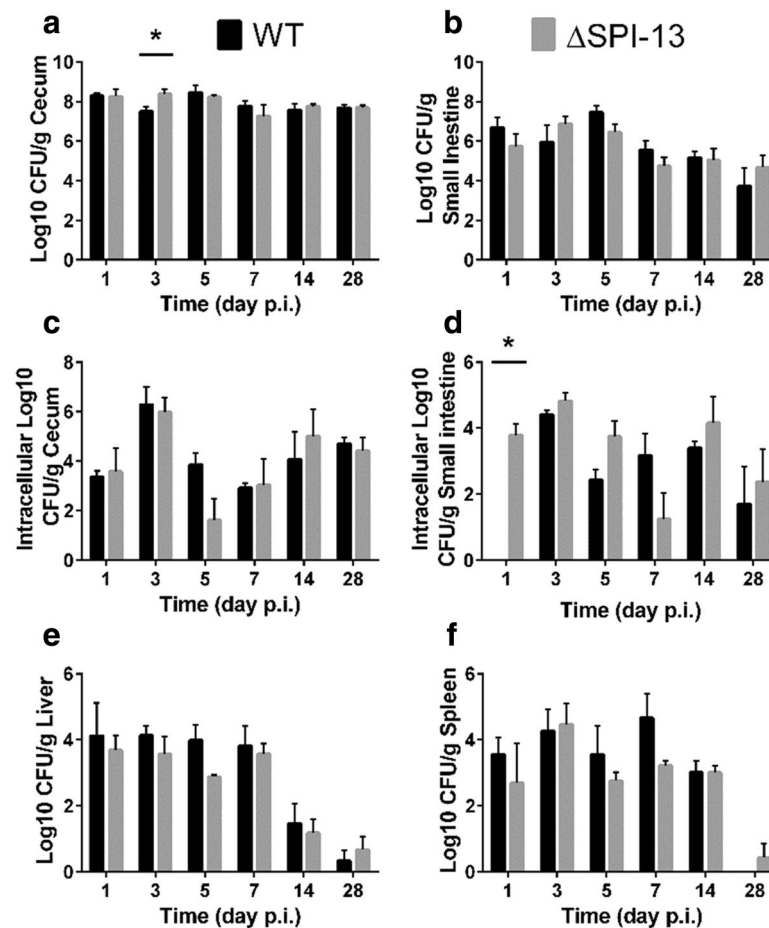 a WT b ΔSPI-13
*
Log10 CFU/g Cecum
10
8
6
4
2
0
1 3 5 7 14 28
Time (day p.i.)
Log10 CFU/g
Small Inestine
10
8
6
4
2
0
1 3 5 7 14 28
Time (day p.i.)
c
Intracellular Log10
CFU/g Cecum
8
6
4
2
0
1 3 5 7 14 28
Time (day p.i.)
d
*
Intracellular Log10
CFU/g Small intestine
6
4
2
0
1 3 5 7 14 28
Time (day p.i.)
e
Log10 CFU/g Liver
6
4
2
0
1 3 5 7 14 28
Time (day p.i.)
f
Log10 CFU/g Spleen
6
4
2
0
1 3 5 7 14 28
Time (day p.i.)